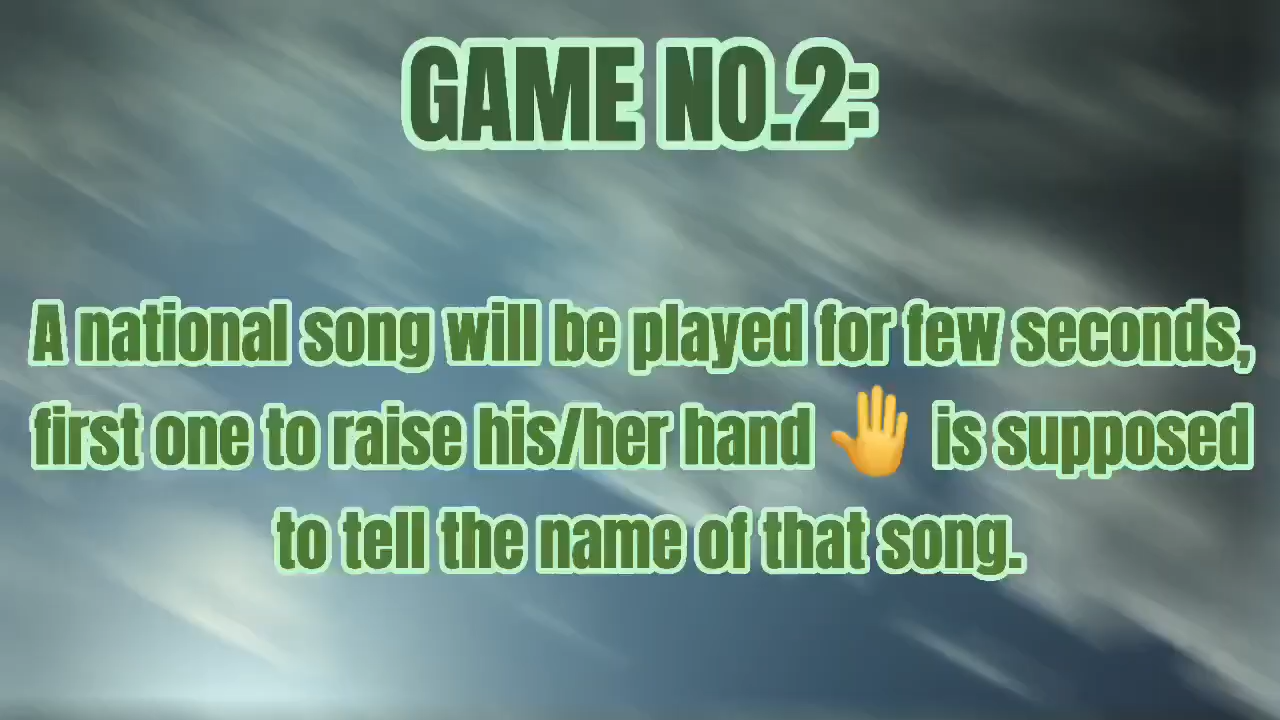 GAME NO.2:
A national song will be played for few seconds,
first one to raise his/her hand 🤚 is supposed
to tell the name of that song.